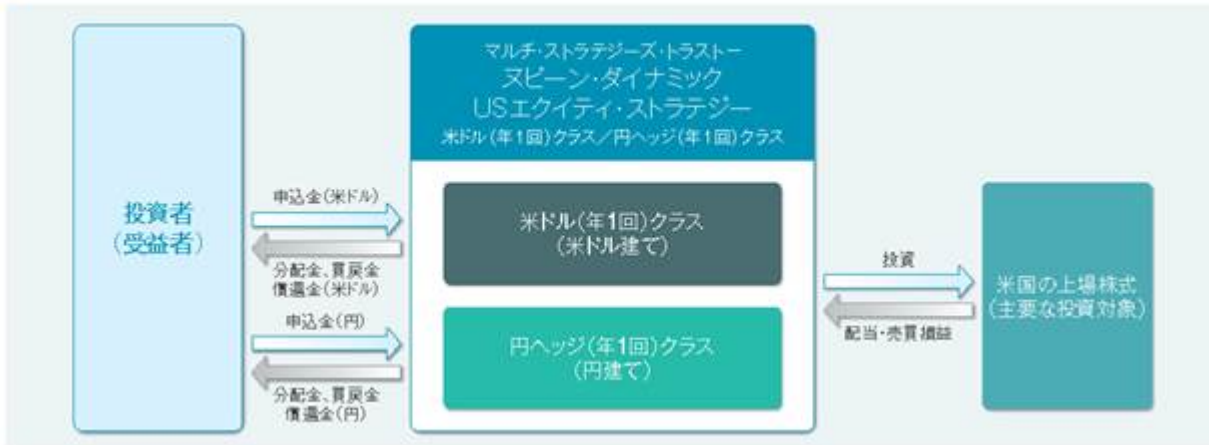 マルチ・ストラテジーズ・トラストー
ヌビーン・ダイナミック
USエクイティ・ストラテジー
米ドル(年1回)クラス/円ヘッジ(年1回)クラス
投資者
(受益者)
申込金(米ドル)
分配金、買戻金
償還金(米ドル)
申込金(円)
分配金、買戻金
償還金(円)
米ドル(年1回)クラス
(米ドル建て)
円ヘッジ(年1回)クラス
(円建て)
投資
配当・売買損益
米国の上場株式
(主要な投資対象)